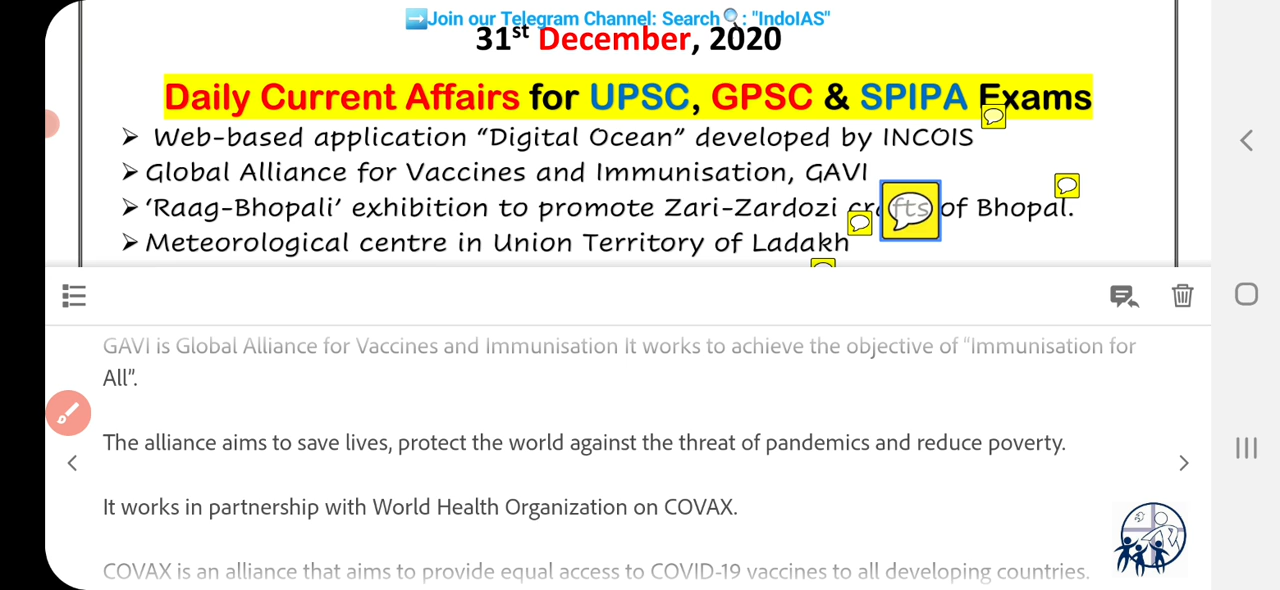 ➡Join our Telegram Channel: Search🔍: "IndoIAS"
31st December, 2020
Daily Current Affairs for UPSC, GPSC & SPIPA Exams
➢ Web-based application “Digital Ocean” developed by INCOIS
➢ Global Alliance for Vaccines and Immunisation, GAVI
➢ ‘Raag-Bhopali’ exhibition to promote Zari-Zardozi crafts of Bhopal.
➢ Meteorological centre in Union Territory of Ladakh
GAVI is Global Alliance for Vaccines and Immunisation It works to achieve the objective of “Immunisation for
All”.
The alliance aims to save lives, protect the world against the threat of pandemics and reduce poverty.
It works in partnership with World Health Organization on COVAX.
COVAX is an alliance that aims to provide equal access to COVID-19 vaccines to all developing countries.